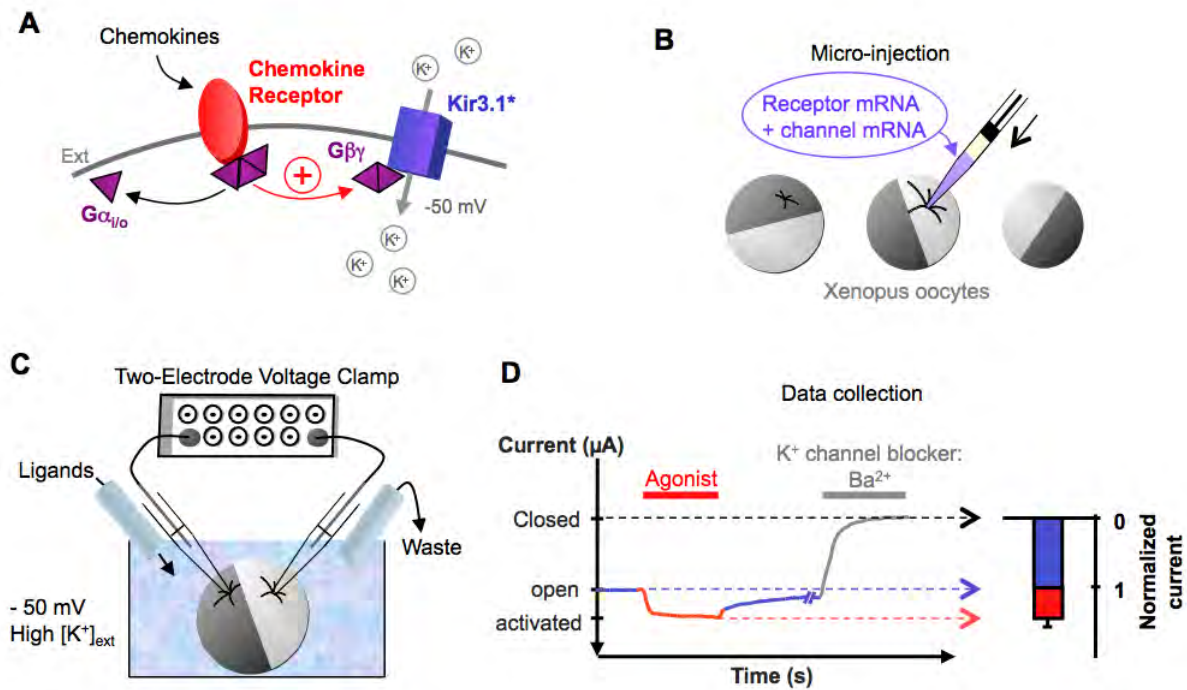 A
Chemokines
Chemokine
Receptor
K+
K+
Kir3.1*
Ext
Gβγ
+
Gαi/o
-50 mV
K+
K+
K+
B
Micro-injection
Receptor mRNA
+ channel mRNA
Xenopus oocytes
C
Two-Electrode Voltage Clamp
Ligands
Waste
- 50 mV
High [K+]ext
D
Data collection
Current (µA)
K+ channel blocker:
Ba2+
Agonist
Closed
open
activated
Time (s)
0
1
Normalized
current